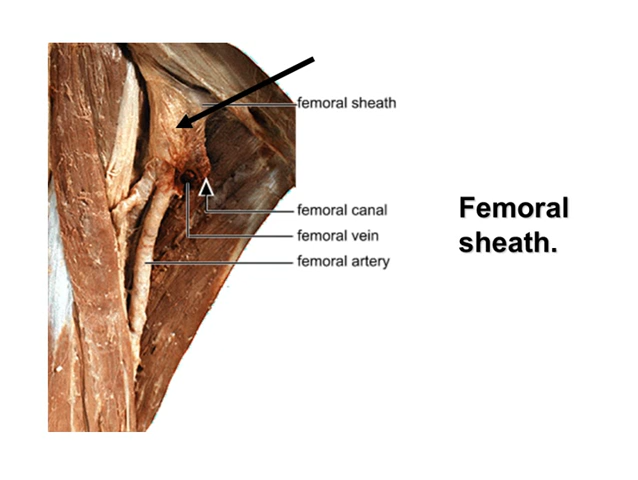 femoral sheath
femoral canal
femoral vein
femoral artery
Femoral
sheath.